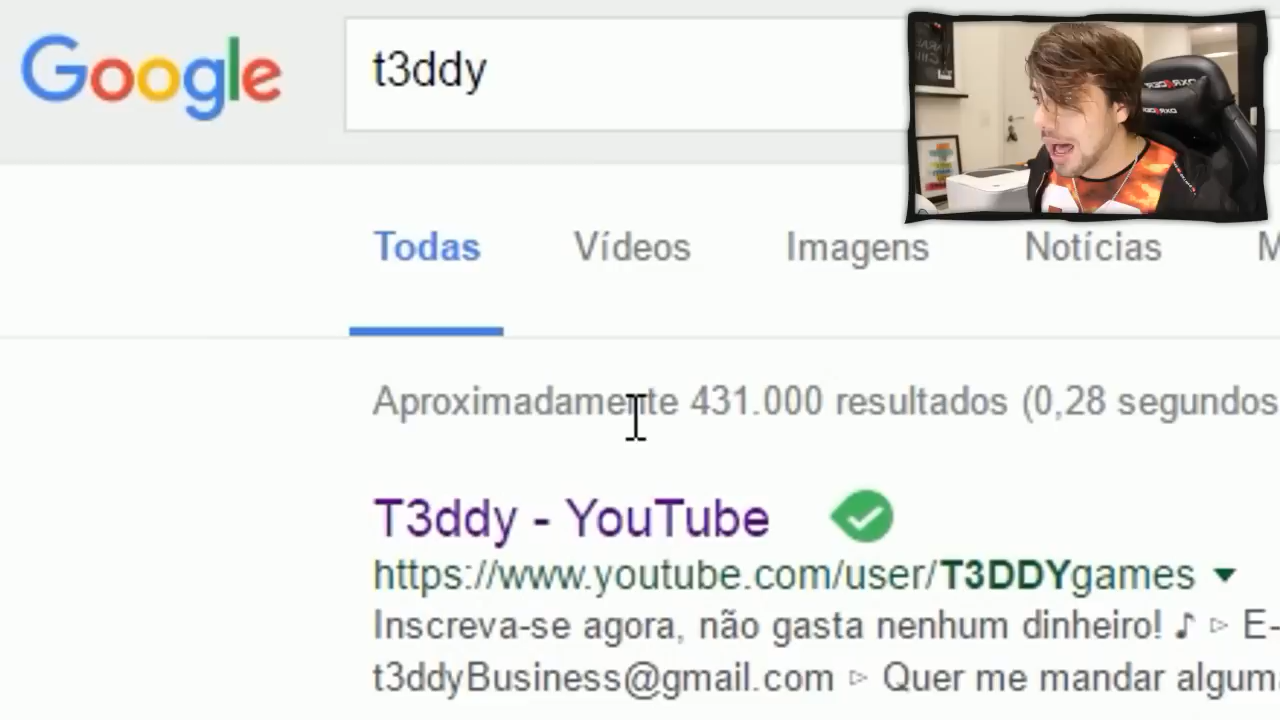 Google
t3ddy
Todas Vídeos Imagens Notícias M
Aproximadamente 431.000 resultados (0,28 segundos
T3ddy - YouTube
https://www.youtube.com/user/T3DDYgames
Inscreva-se agora, não gasta nenhum dinheiro! ♪ ▷ E-
t3ddyBusiness@gmail.com ▷ Quer me mandar alguma